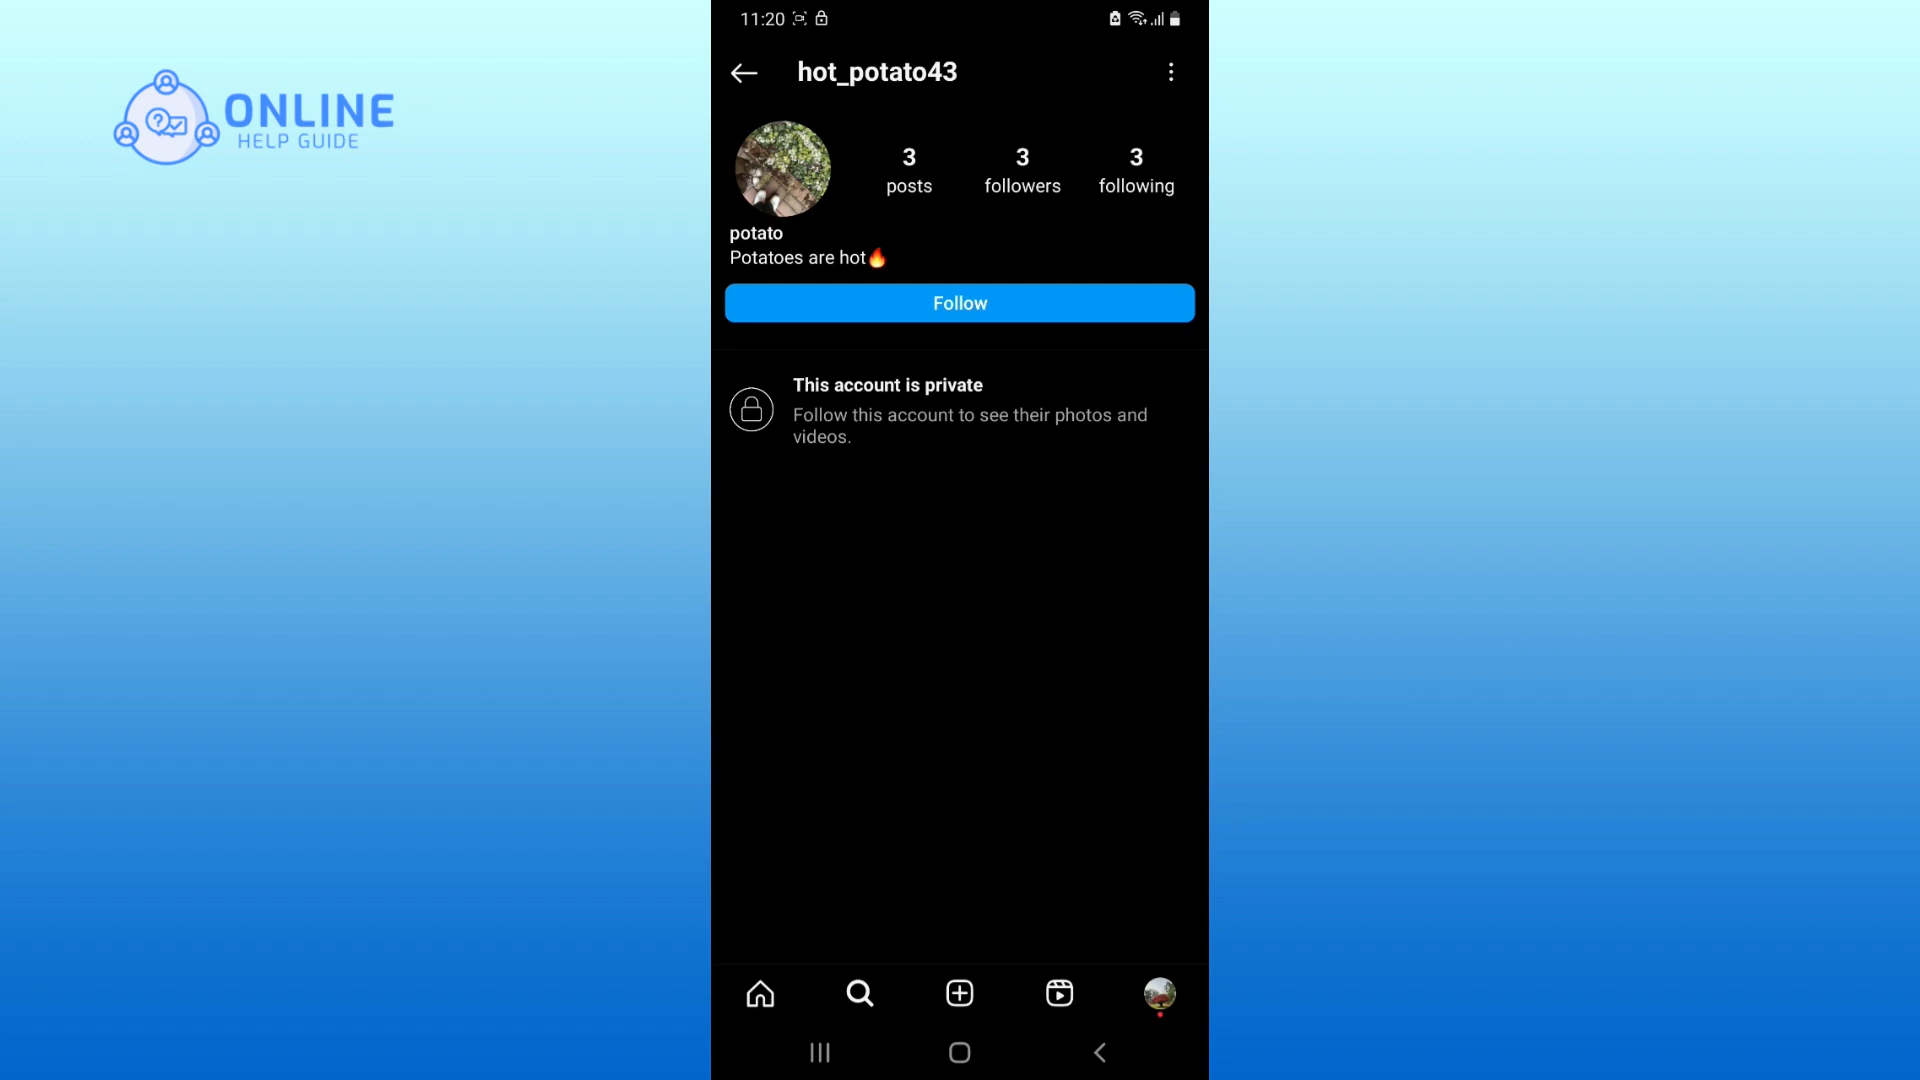 ONLINE
HELP GUIDE
11:20
hot_potato43
3 posts
3 followers
3 following
potato
Potatoes are hot🔥
Follow
This account is private
Follow this account to see their photos and
videos.